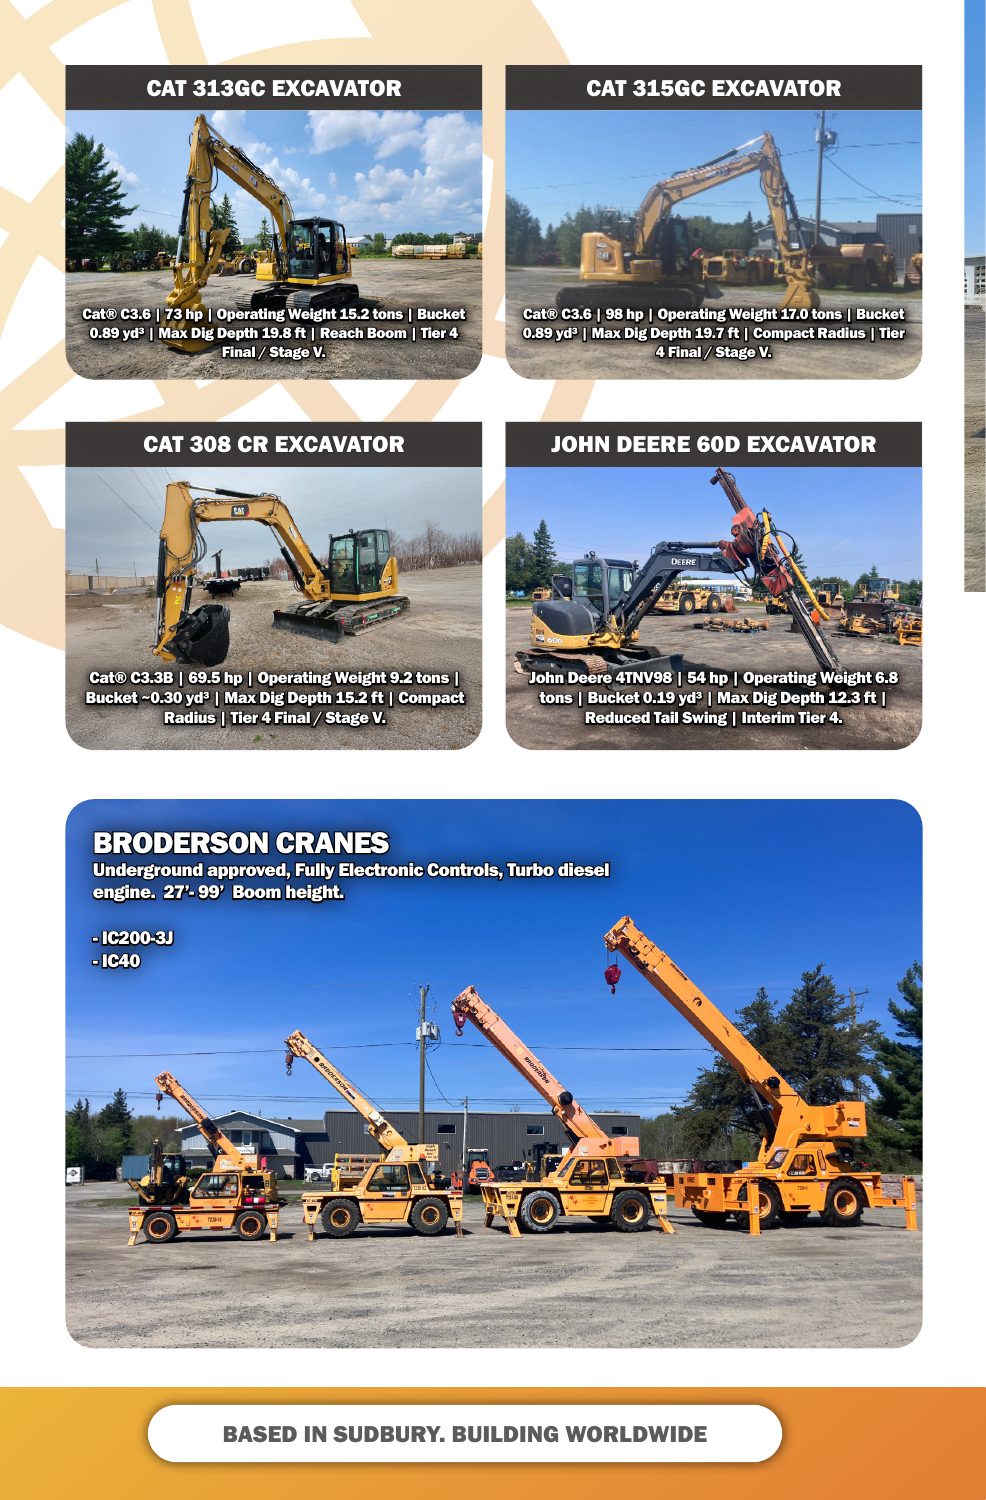 CAT 313GC EXCAVATOR
Cat® C3.6 | 73 hp | Operating Weight 15.2 tons | Bucket
0.89 yd³ | Max Dig Depth 19.8 ft | Reach Boom | Tier 4
Final / Stage V.
CAT 315GC EXCAVATOR
CAT
Cat® C3.6 | 98 hp | Operating Weight 17.0 tons | Bucket
0.89 yd³ | Max Dig Depth 19.7 ft | Compact Radius | Tier
4 Final / Stage V.
CAT 308 CR EXCAVATOR
CAT
Cat® C3.3B | 69.5 hp | Operating Weight 9.2 tons |
Bucket ~0.30 yd³ | Max Dig Depth 15.2 ft | Compact
Radius | Tier 4 Final / Stage V.
JOHN DEERE 60D EXCAVATOR
DEERE
60D
John Deere 4TNV98 | 54 hp | Operating Weight 6.8
tons | Bucket 0.19 yd³ | Max Dig Depth 12.3 ft |
Reduced Tail Swing | Interim Tier 4.
BRODERSON CRANES
Underground approved, Fully Electronic Controls, Turbo diesel
engine. 27’- 99’ Boom height.
- IC200-3J
- IC40
BRODERSON
BRODERSON
BASED IN SUDBURY. BUILDING WORLDWIDE